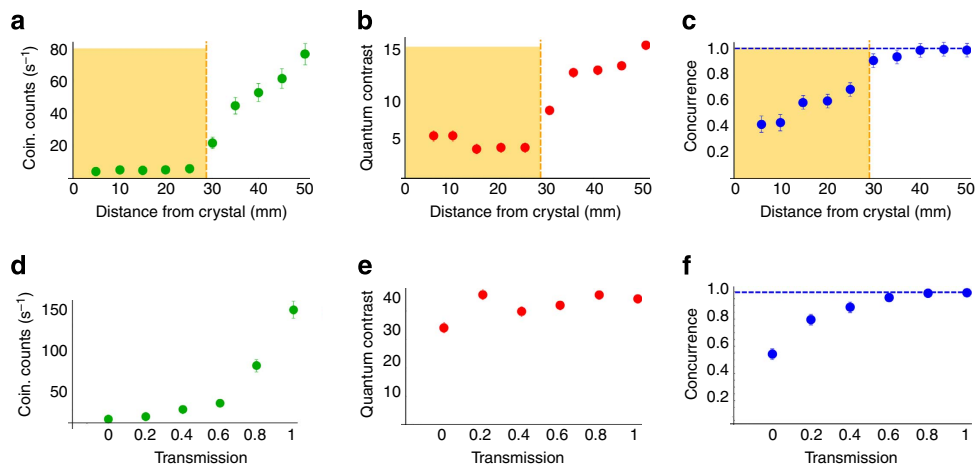 a
Coin. counts (s⁻¹)
80
60
40
20
0 10 20 30 40 50
Distance from crystal (mm)
b
Quantum contrast
15
10
5
0 10 20 30 40 50
Distance from crystal (mm)
c
Concurrence
1.0
0.8
0.6
0.4
0.2
0 10 20 30 40 50
Distance from crystal (mm)
d
Coin. counts (s⁻¹)
150
100
50
0 0.2 0.4 0.6 0.8 1
Transmission
e
Quantum contrast
40
30
20
10
0 0.2 0.4 0.6 0.8 1
Transmission
f
Concurrence
1.0
0.8
0.6
0.4
0.2
0 0.2 0.4 0.6 0.8 1
Transmission